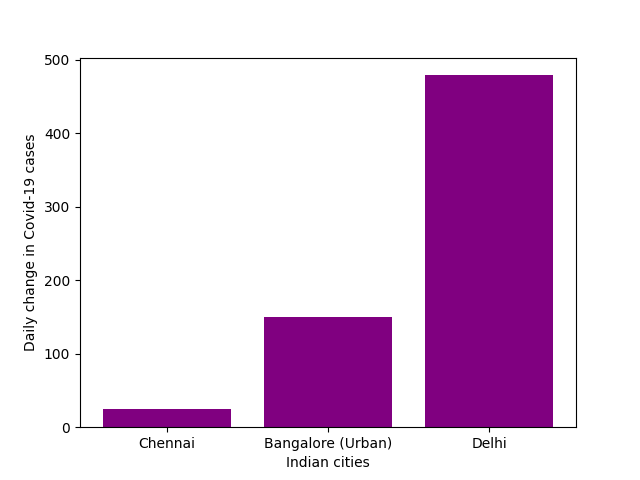 500
400
300
200
100
0
Daily change in Covid-19 cases
Chennai
Bangalore (Urban)
Delhi
Indian cities